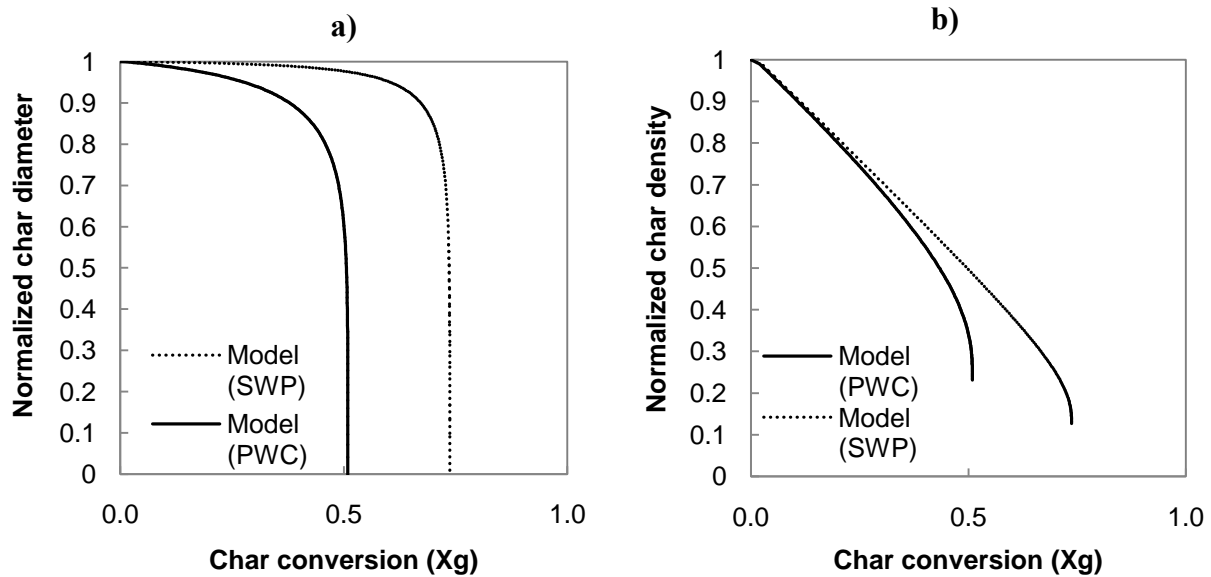 a)
Normalized char diameter
1
0.9
0.8
0.7
0.6
0.5
0.4
0.3
0.2
0.1
0
Model
(SWP)
Model
(PWC)
0.0
0.5
1.0
Char conversion (Xg)
b)
Normalized char density
1
0.9
0.8
0.7
0.6
0.5
0.4
0.3
0.2
0.1
0
Model
(PWC)
Model
(SWP)
0.0
0.5
1.0
Char conversion (Xg)